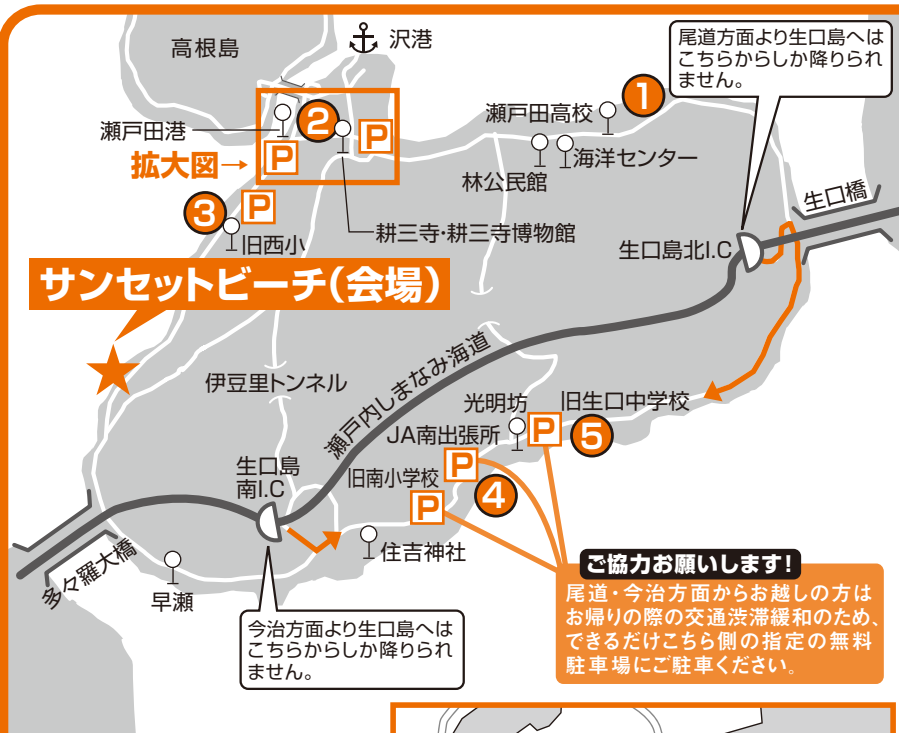 高根島
沢港
尾道方面より生口島へは
こちらからしか降りられ
ません。
瀬戸田港
2
P
P
拡大図→
瀬戸田高校
1
林公民館
海洋センター
3
P
旧西小
耕三寺・耕三寺博物館
生口橋
生口島北I.C
サンセットビーチ(会場)
伊豆里トンネル
瀬戸内しまなみ海道
光明坊
旧生口中学校
P
5
JA南出張所
P
4
旧南小学校
P
生口島
南I.C
住吉神社
多々羅大橋
早瀬
今治方面より生口島へは
こちらからしか降りられ
ません。
ご協力お願いします!
尾道・今治方面からお越しの方は
お帰りの際の交通渋滞緩和のため、
できるだけこちら側の指定の無料
駐車場にご駐車ください。